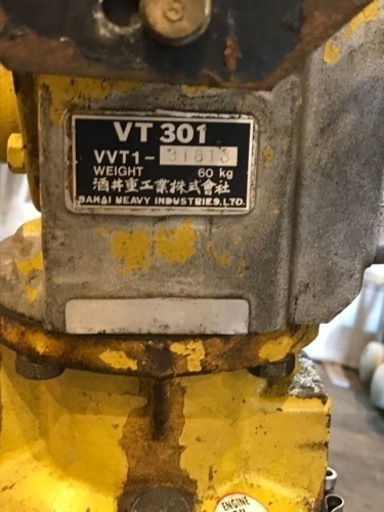 VT 301
VVT1-31813
WEIGHT 60 kg
酒井重工業株式會社
SAKAI HEAVY INDUSTRIES,LTD.
ENGINE